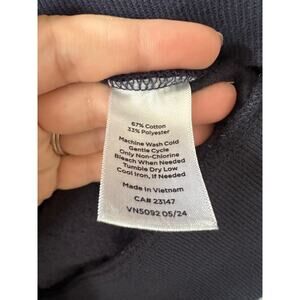 67% Cotton
33% Polyester
Machine Wash Cold
Gentle Cycle
Only Non-Chlorine
Bleach When Needed
Tumble Dry Low
Cool Iron, if Needed
Made in Vietnam
CA# 23147
VN5092 05/24